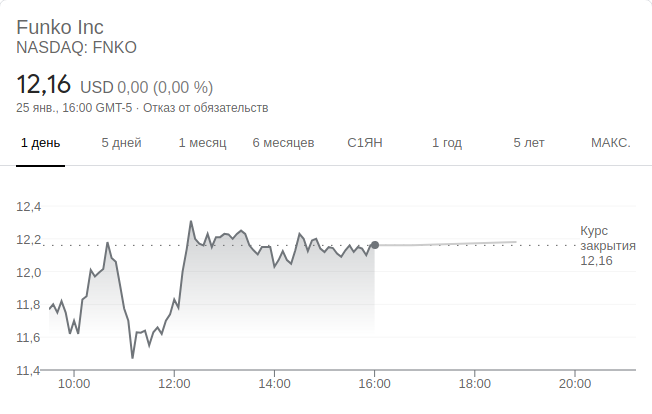 Funko Inc
NASDAQ: FNKO
12,16 USD 0,00 (0,00 %)
25 янв., 16:00 GMT-5 · Отказ от обязательств
1 день 5 дней 1 месяц 6 месяцев С1ЯН 1 год 5 лет МАКС.
12,4
12,2
12,0
11,8
11,6
11,4
Курс
закрытия
12,16
10:00 12:00 14:00 16:00 18:00 20:00